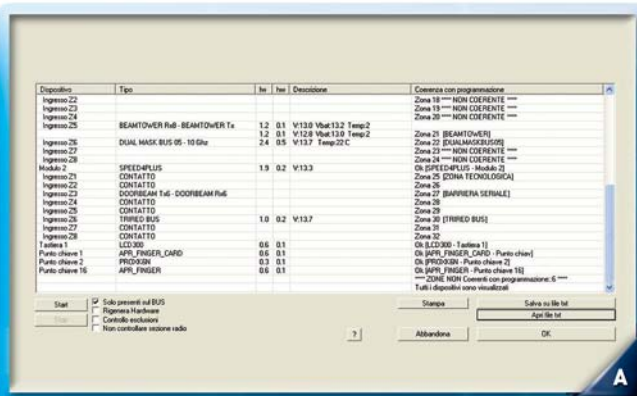 Dispositivo Tipo fw hw Descrizione Coerenza con programmazione
Ingresso Z2 Zona 18 **** NON COERENTE ****
Ingresso Z3 Zona 19 **** NON COERENTE ****
Ingresso Z4 Zona 20 **** NON COERENTE ****
Ingresso Z5 BEAMTOWER Rx8 - BEAMTOWER Tx 1.2 0.1 V:13.0 Vbat:13.2 Temp:2
1.2 0.1 V:12.8 Vbat:13.0 Temp:2 Zona 21 [BEAMTOWER]
Ingresso Z6 DUAL MASK BUS 05 - 10 Ghz 2.4 0.5 V:13.7 Temp:22 C Zona 22 [DUALMASKBUS05]
Ingresso Z7 Zona 23 **** NON COERENTE ****
Ingresso Z8 Zona 24 **** NON COERENTE ****
Modulo 2 SPEED4PLUS 1.9 0.2 V:13.3 Ok [SPEED4PLUS - Modulo 2]
Ingresso Z1 CONTATTO Zona 25 [ZONA TECNOLOGICA]
Ingresso Z2 CONTATTO Zona 26
Ingresso Z3 DOORBEAM Tx6 - DOORBEAM Rx6 Zona 27 [BARRIERA SERIALE]
Ingresso Z4 CONTATTO Zona 28
Ingresso Z5 CONTATTO Zona 29
Ingresso Z6 TRIRED BUS 1.0 0.2 V:13.7 Zona 30 [TRIRED BUS]
Ingresso Z7 CONTATTO Zona 31
Ingresso Z8 CONTATTO Zona 32
Tastiera 1 LCD300 0.6 0.1 Ok [LCD300 - Tastiera 1]
Punto chiave 1 APR_FINGER_CARD 0.6 0.1 Ok [APR_FINGER_CARD - Punto chiav]
Punto chiave 2 PROXK6N 0.3 0.1 Ok [PROXK6N - Punto chiave 2]
Punto chiave 16 APR_FINGER 0.6 0.1 Ok [APR_FINGER - Punto chiave 16]
**** ZONE NON Coerenti con programmazione: 6 ****
Tutti i dispositivi sono visualizzati
Start Solo presenti sul BUS Stampa Salva su file txt
Rigenera Hardware Apri file txt
Stop Controllo esclusioni
Non controllare sezione radio ? Abbandona OK
A